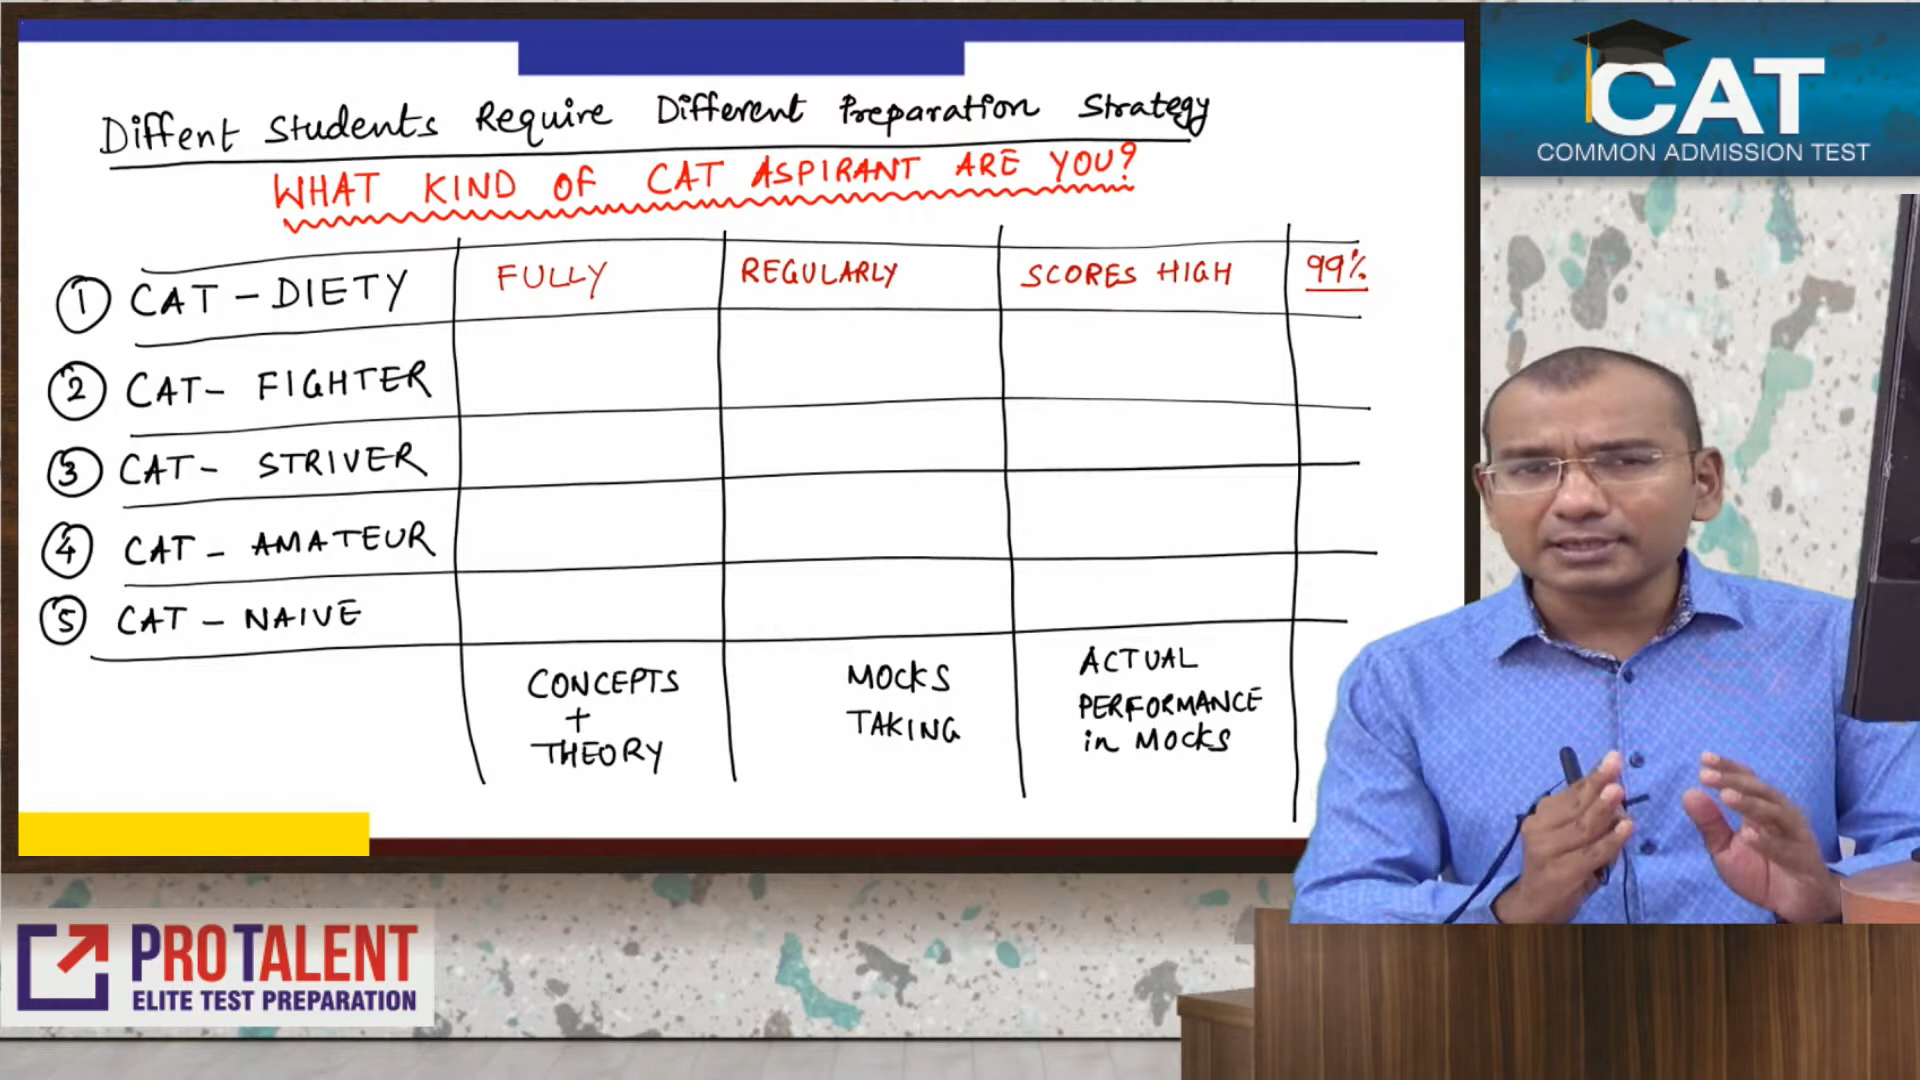 Diffent Students Require Different Preparation Strategy
WHAT KIND OF CAT ASPIRANT ARE YOU?
1 CAT - DIETY FULLY REGULARLY SCORES HIGH 99%
2 CAT- FIGHTER
3 CAT- STRIVER
4 CAT - AMATEUR
5 CAT - NAIVE
CONCEPTS
+
THEORY
MOCKS
TAKING
ACTUAL
PERFORMANCE
in MOCKS
CAT
COMMON ADMISSION TEST
PROTALENT
ELITE TEST PREPARATION